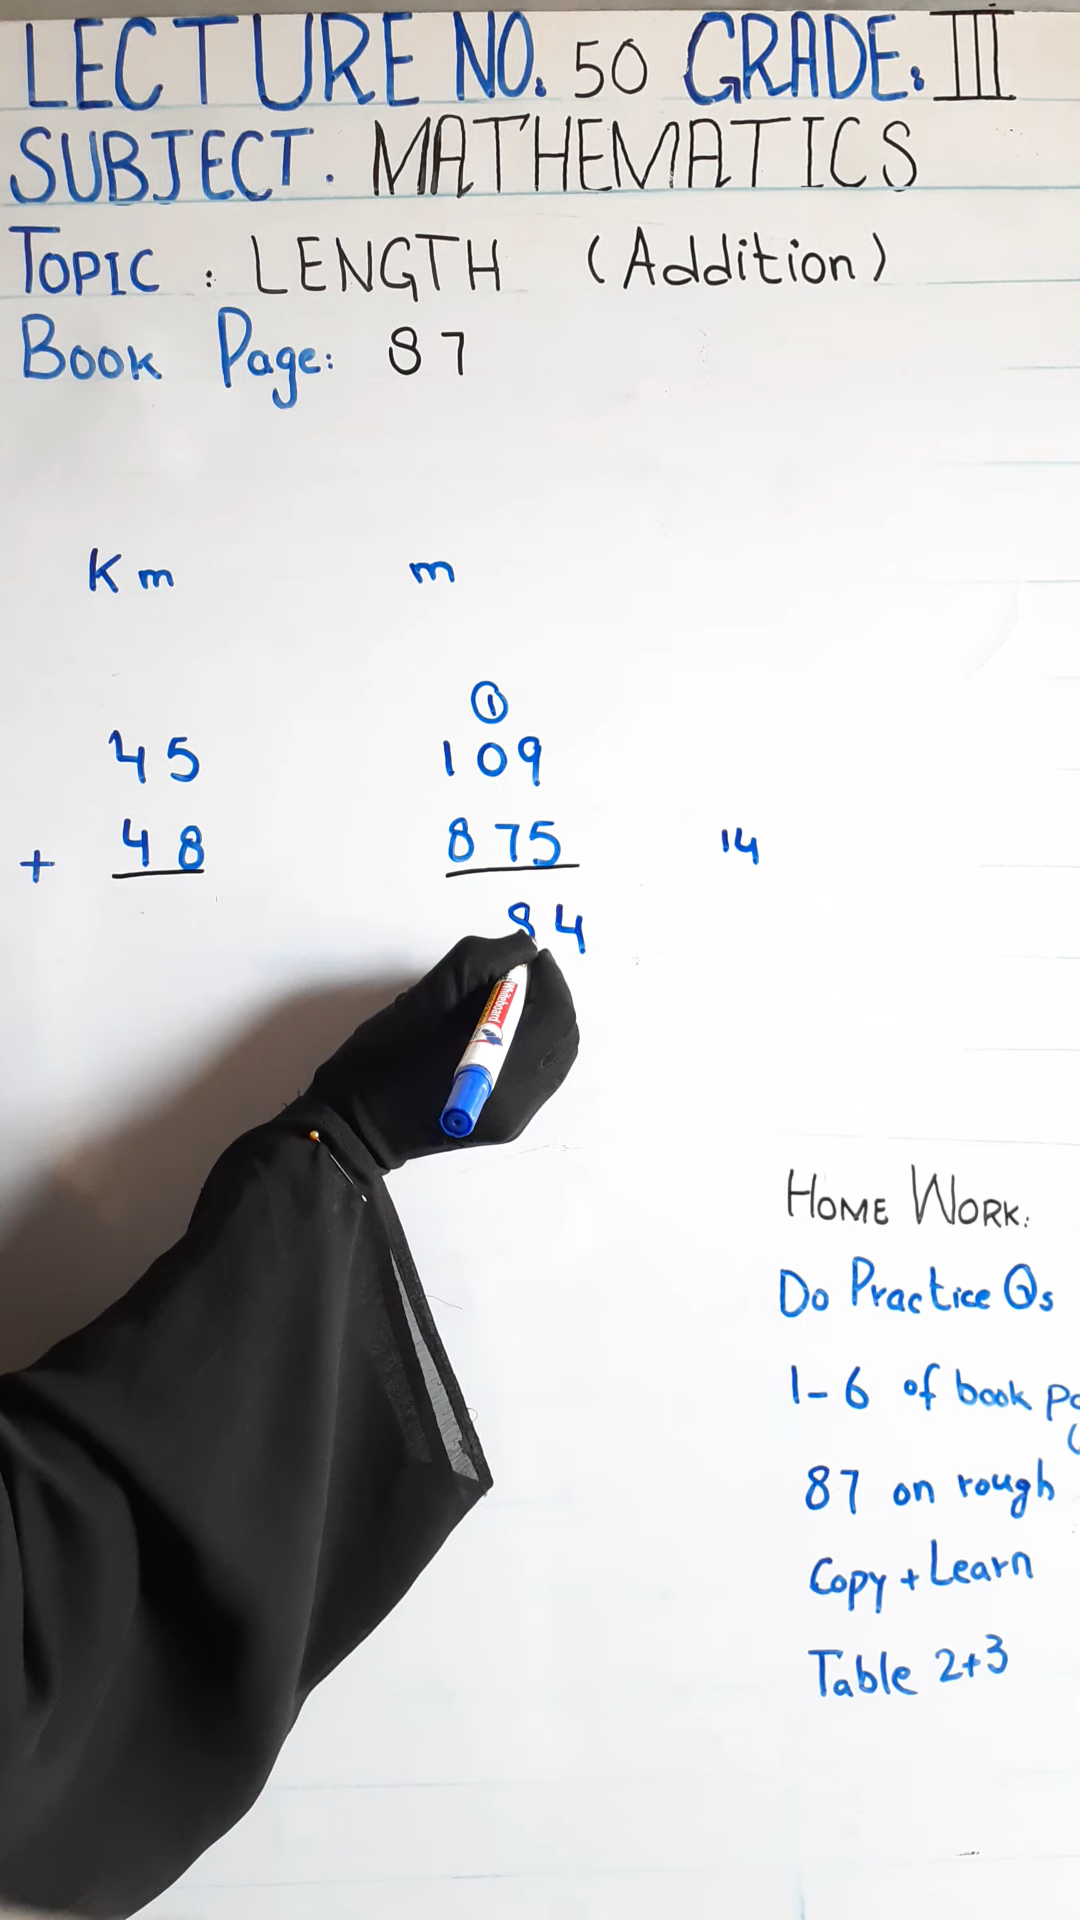 LECTURE NO. 50 GRADE: III
SUBJECT. MATHEMATICS
TOPIC : LENGTH (Addition)
BOOK Page: 87
Km m
1
45 109
+ 48 875 14
84
Whiteboard
HOME WORK:
Do Practice Qs
1-6 of book
87 on rough
Copy + Learn
Table 2+3